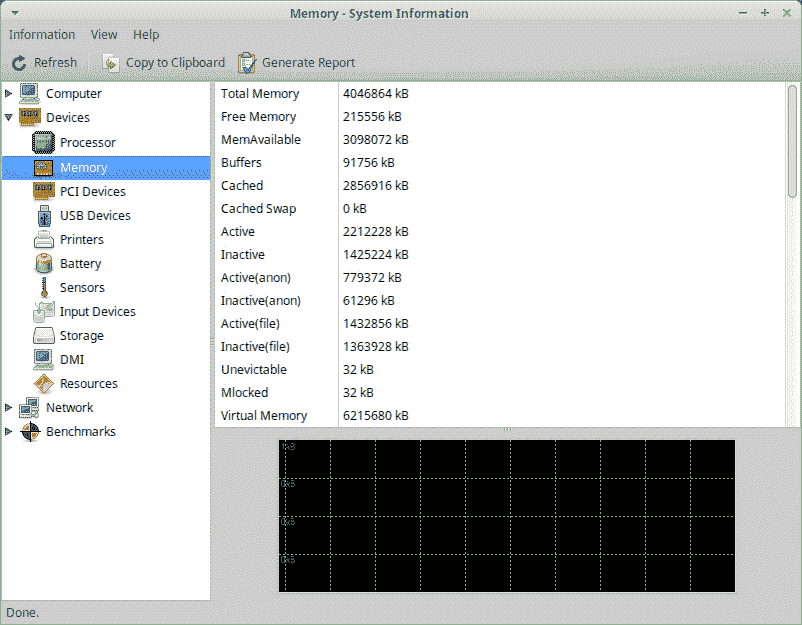 Memory - System Information
Information View Help
Refresh Copy to Clipboard Generate Report
Computer
Devices
Processor
Memory
PCI Devices
USB Devices
Printers
Battery
Sensors
Input Devices
Storage
DMI
Resources
Network
Benchmarks
Total Memory 4046864 kB
Free Memory 215556 kB
MemAvailable 3098072 kB
Buffers 91756 kB
Cached 2856916 kB
Cached Swap 0 kB
Active 2212228 kB
Inactive 1425224 kB
Active(anon) 779372 kB
Inactive(anon) 61296 kB
Active(file) 1432856 kB
Inactive(file) 1363928 kB
Unevictable 32 kB
Mlocked 32 kB
Virtual Memory 6215680 kB
Done.